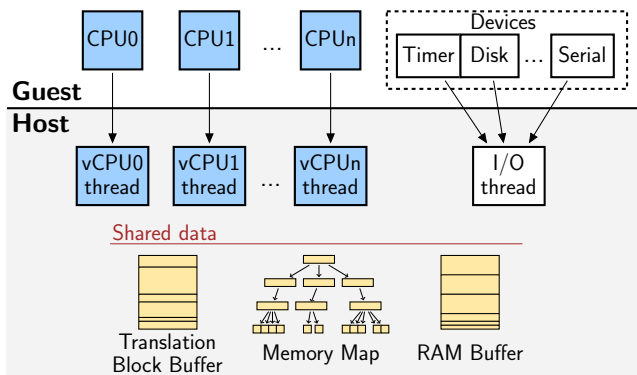 Devices
CPU0 CPU1 ... CPUn
Timer Disk ... Serial
Guest
Host
vCPU0 thread
vCPU1 thread
...
vCPUn thread
I/O thread
Shared data
Translation
Block Buffer
Memory Map
RAM Buffer